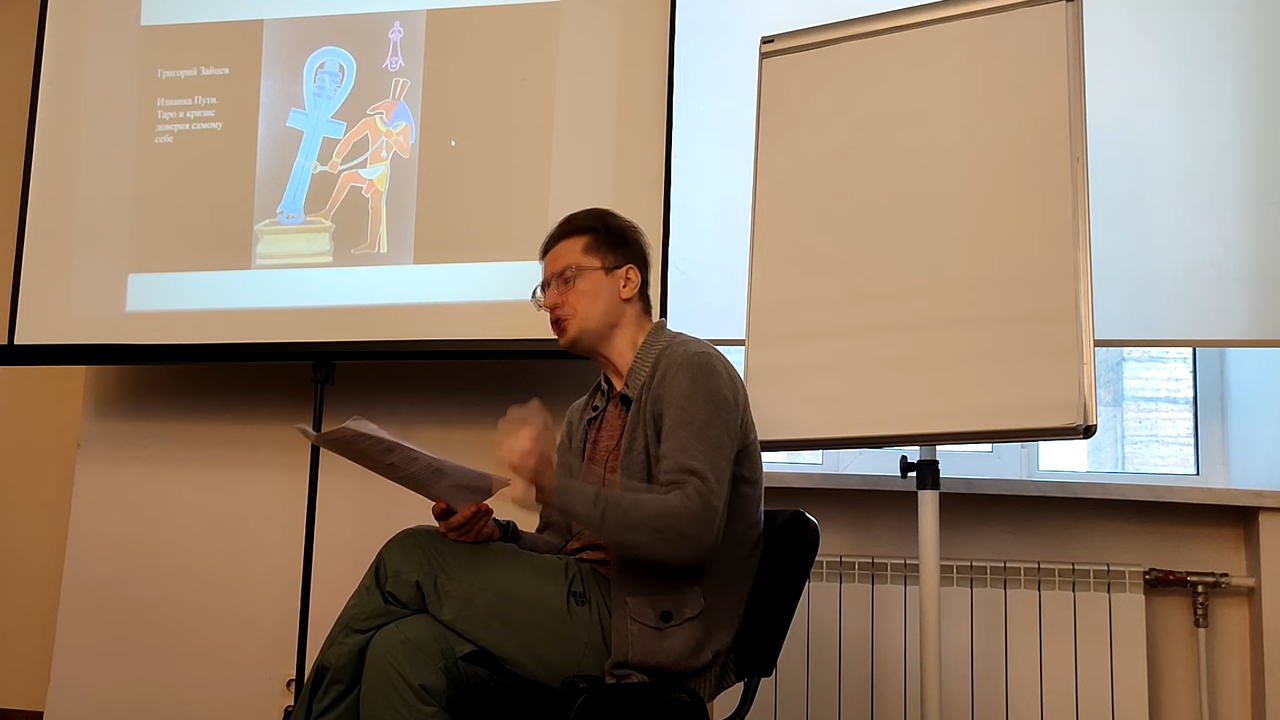 Григорий Зайцев
Изнанка Пути.
Таро и кризис
доверия самому
себе